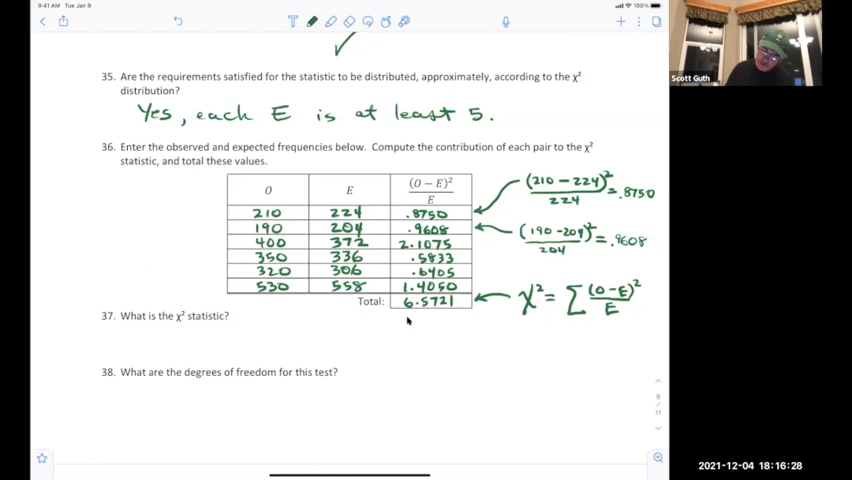 9:41 AM Tue Jan 9
100%
35. Are the requirements satisfied for the statistic to be distributed, approximately, according to the χ²
distribution?
Yes, each E is at least 5.
36. Enter the observed and expected frequencies below. Compute the contribution of each pair to the χ²
statistic, and total these values.
O E (O − E)²/E
210 224 .8750
190 204 .9608
400 372 2.1075
350 336 .5833
320 306 .6405
530 558 1.4050
Total: 6.5721
(210 − 224)²/224 = .8750
(190 − 204)²/204 = .9608
χ² = ∑ (O − E)²/E
37. What is the χ² statistic?
38. What are the degrees of freedom for this test?
9
/
11
Scott Guth
2021-12-04 18:16:28